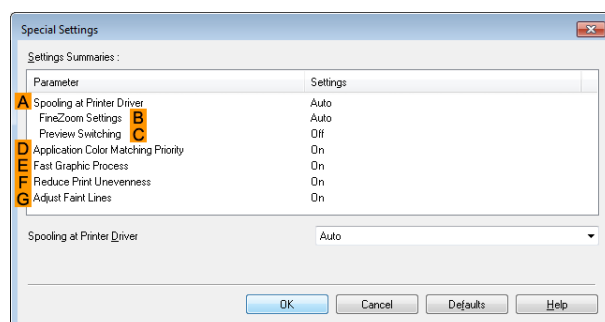 Special Settings
Settings Summaries :
Parameter Settings
A Spooling at Printer Driver Auto
FineZoom Settings B Auto
Preview Switching C Off
D Application Color Matching Priority On
E Fast Graphic Process On
F Reduce Print Unevenness On
G Adjust Faint Lines On
Spooling at Printer Driver Auto
OK Cancel Defaults Help